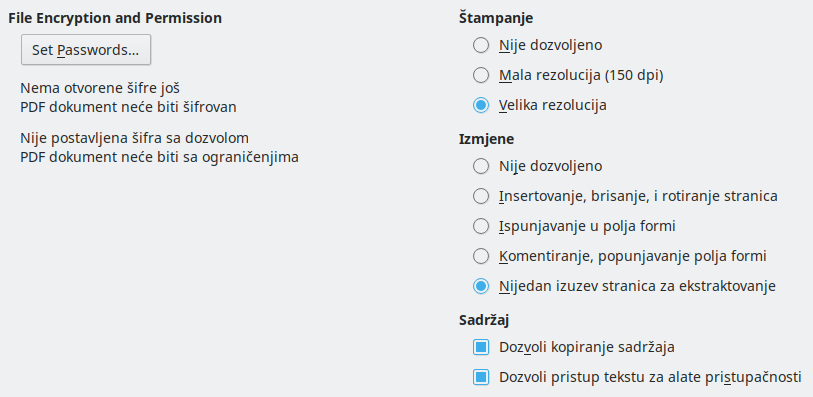 File Encryption and Permission
Set Passwords...
Nema otvorene šifre još
PDF dokument neće biti šifrovan
Nije postavljena šifra sa dozvolom
PDF dokument neće biti sa ograničenjima
Štampanje
Nije dozvoljeno
Mala rezolucija (150 dpi)
Velika rezolucija
Izmjene
Nije dozvoljeno
Insertovanje, brisanje, i rotiranje stranica
Ispunjavanje u polja formi
Komentiranje, popunjavanje polja formi
Nijedan izuzev stranica za ekstraktovanje
Sadržaj
Dozvoli kopiranje sadržaja
Dozvoli pristup tekstu za alate pristupačnosti